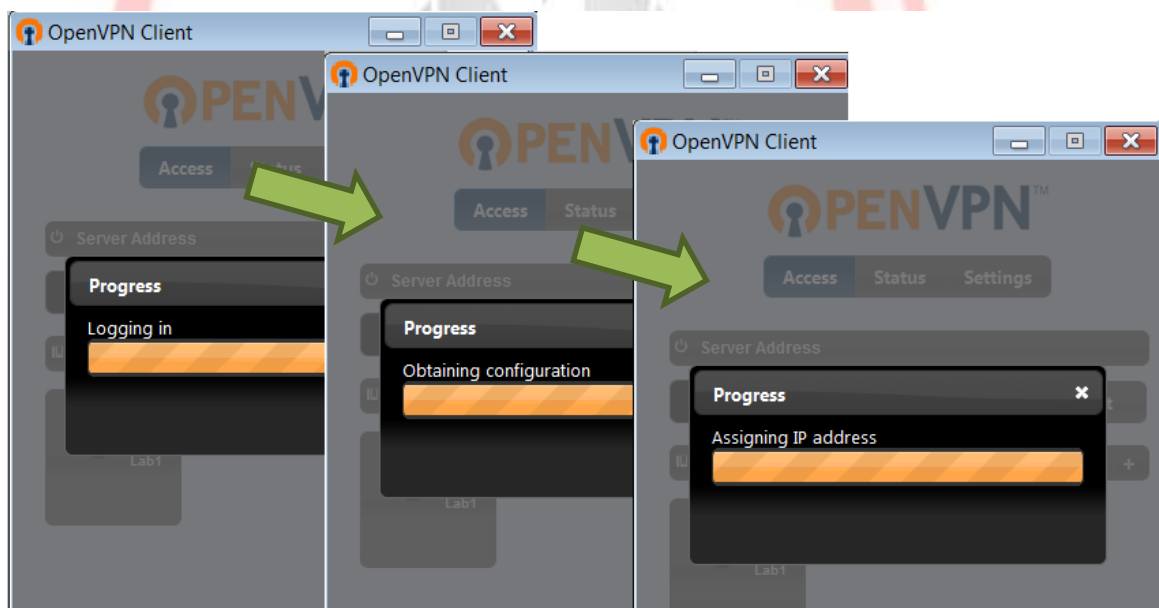 OpenVPN Client
OPENV
Access Status
Server Address
Progress
Logging in
Lab1
OpenVPN Client
OPENV
Access Status
Server Address
Progress
Obtaining configuration
Lab1
OpenVPN Client
OPENVPN™
Access Status Settings
Server Address
Progress
t
Assigning IP address
+
Lab1